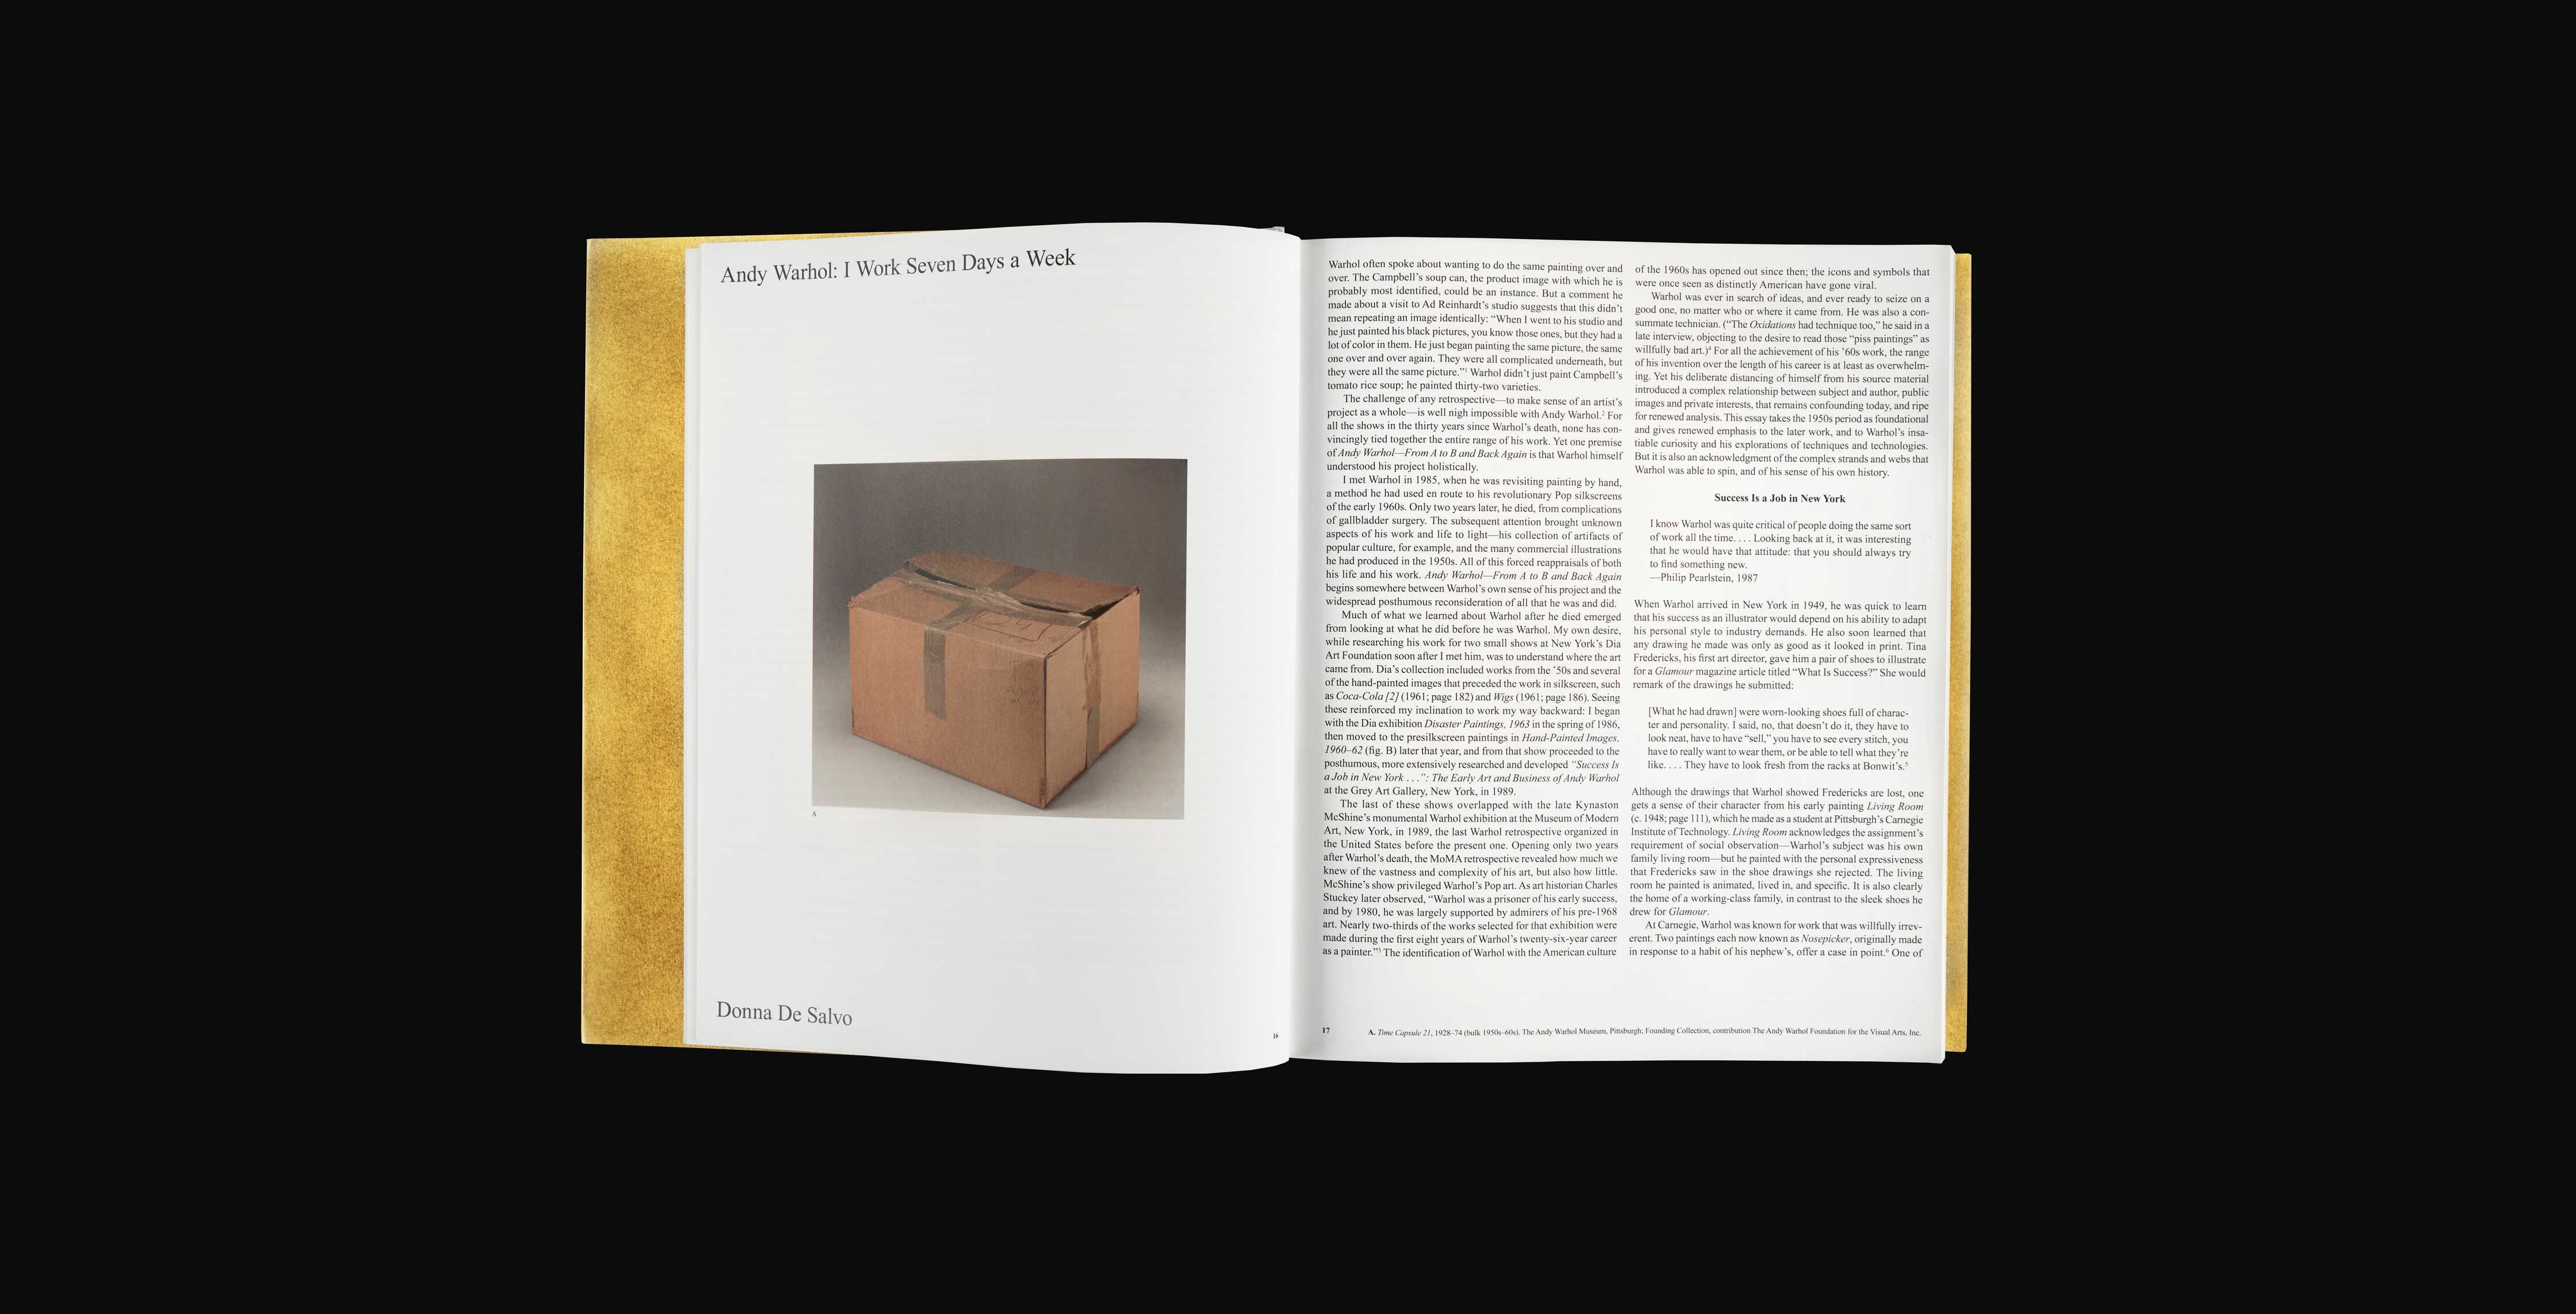 Andy Warhol: I Work Seven Days a Week
A
Donna De Salvo
16
Warhol often spoke about wanting to do the same painting over and
over. The Campbell’s soup can, the product image with which he is
probably most identified, could be an instance. But a comment he
made about a visit to Ad Reinhardt’s studio suggests that this didn’t
mean repeating an image identically: “When I went to his studio and
he just painted his black pictures, you know those ones, but they had a
lot of color in them. He just began painting the same picture, the same
one over and over again. They were all complicated underneath, but
they were all the same picture.”1 Warhol didn’t just paint Campbell’s
tomato rice soup; he painted thirty-two varieties.
The challenge of any retrospective—to make sense of an artist’s
project as a whole—is well nigh impossible with Andy Warhol.2 For
all the shows in the thirty years since Warhol’s death, none has con-
vincingly tied together the entire range of his work. Yet one premise
of Andy Warhol—From A to B and Back Again is that Warhol himself
understood his project holistically.
I met Warhol in 1985, when he was revisiting painting by hand,
a method he had used en route to his revolutionary Pop silkscreens
of the early 1960s. Only two years later, he died, from complications
of gallbladder surgery. The subsequent attention brought unknown
aspects of his work and life to light—his collection of artifacts of
popular culture, for example, and the many commercial illustrations
he had produced in the 1950s. All of this forced reappraisals of both
his life and his work. Andy Warhol—From A to B and Back Again
begins somewhere between Warhol’s own sense of his project and the
widespread posthumous reconsideration of all that he was and did.
Much of what we learned about Warhol after he died emerged
from looking at what he did before he was Warhol. My own desire,
while researching his work for two small shows at New York’s Dia
Art Foundation soon after I met him, was to understand where the art
came from. Dia’s collection included works from the ’50s and several
of the hand-painted images that preceded the work in silkscreen, such
as Coca-Cola [2] (1961; page 182) and Wigs (1961; page 186). Seeing
these reinforced my inclination to work my way backward: I began
with the Dia exhibition Disaster Paintings, 1963 in the spring of 1986,
then moved to the presilkscreen paintings in Hand-Painted Images,
1960–62 (fig. B) later that year, and from that show proceeded to the
posthumous, more extensively researched and developed “Success Is
a Job in New York . . .”: The Early Art and Business of Andy Warhol
at the Grey Art Gallery, New York, in 1989.
The last of these shows overlapped with the late Kynaston
McShine’s monumental Warhol exhibition at the Museum of Modern
Art, New York, in 1989, the last Warhol retrospective organized in
the United States before the present one. Opening only two years
after Warhol’s death, the MoMA retrospective revealed how much we
knew of the vastness and complexity of his art, but also how little.
McShine’s show privileged Warhol’s Pop art. As art historian Charles
Stuckey later observed, “Warhol was a prisoner of his early success,
and by 1980, he was largely supported by admirers of his pre-1968
art. Nearly two-thirds of the works selected for that exhibition were
made during the first eight years of Warhol’s twenty-six-year career
as a painter.”3 The identification of Warhol with the American culture
of the 1960s has opened out since then; the icons and symbols that
were once seen as distinctly American have gone viral.
Warhol was ever in search of ideas, and ever ready to seize on a
good one, no matter who or where it came from. He was also a con-
summate technician. (“The Oxidations had technique too,” he said in a
late interview, objecting to the desire to read those “piss paintings” as
willfully bad art.)4 For all the achievement of his ’60s work, the range
of his invention over the length of his career is at least as overwhelm-
ing. Yet his deliberate distancing of himself from his source material
introduced a complex relationship between subject and author, public
images and private interests, that remains confounding today, and ripe
for renewed analysis. This essay takes the 1950s period as foundational
and gives renewed emphasis to the later work, and to Warhol’s insa-
tiable curiosity and his explorations of techniques and technologies.
But it is also an acknowledgment of the complex strands and webs that
Warhol was able to spin, and of his sense of his own history.
Success Is a Job in New York
I know Warhol was quite critical of people doing the same sort
of work all the time. . . . Looking back at it, it was interesting
that he would have that attitude: that you should always try
to find something new.
—Philip Pearlstein, 1987
When Warhol arrived in New York in 1949, he was quick to learn
that his success as an illustrator would depend on his ability to adapt
his personal style to industry demands. He also soon learned that
any drawing he made was only as good as it looked in print. Tina
Fredericks, his first art director, gave him a pair of shoes to illustrate
for a Glamour magazine article titled “What Is Success?” She would
remark of the drawings he submitted:
[What he had drawn] were worn-looking shoes full of charac-
ter and personality. I said, no, that doesn’t do it, they have to
look neat, have to have “sell,” you have to see every stitch, you
have to really want to wear them, or be able to tell what they’re
like. . . . They have to look fresh from the racks at Bonwit’s.5
Although the drawings that Warhol showed Fredericks are lost, one
gets a sense of their character from his early painting Living Room
(c. 1948; page 111), which he made as a student at Pittsburgh’s Carnegie
Institute of Technology. Living Room acknowledges the assignment’s
requirement of social observation—Warhol’s subject was his own
family living room—but he painted with the personal expressiveness
that Fredericks saw in the shoe drawings she rejected. The living
room he painted is animated, lived in, and specific. It is also clearly
the home of a working-class family, in contrast to the sleek shoes he
drew for Glamour.
At Carnegie, Warhol was known for work that was willfully irrev-
erent. Two paintings each now known as Nosepicker, originally made
in response to a habit of his nephew’s, offer a case in point.6 One of
17
A. Time Capsule 21, 1928–74 (bulk 1950s–60s). The Andy Warhol Museum, Pittsburgh; Founding Collection, contribution The Andy Warhol Foundation for the Visual Arts, Inc.